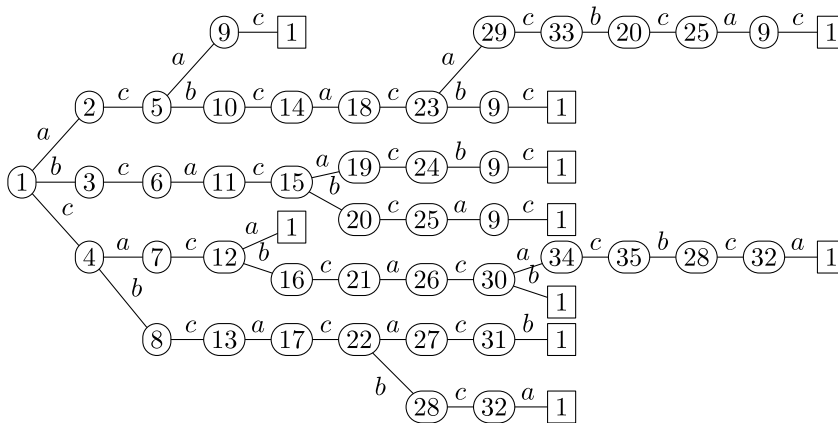 9 c 1
29 c 33 b 20 c 25 a 9 c 1
a a
2 c 5 b 10 c 14 a 18 c 23 b 9 c 1
a
1 b 3 c 6 a 11 c 15 a 19 c 24 b 9 c 1
c b
20 c 25 a 9 c 1
4 a 7 c 12 a 1
b
16 c 21 a 26 c 30 a 34 c 35 b 28 c 32 a 1
b
b 1
8 c 13 a 17 c 22 a 27 c 31 b 1
b
28 c 32 a 1